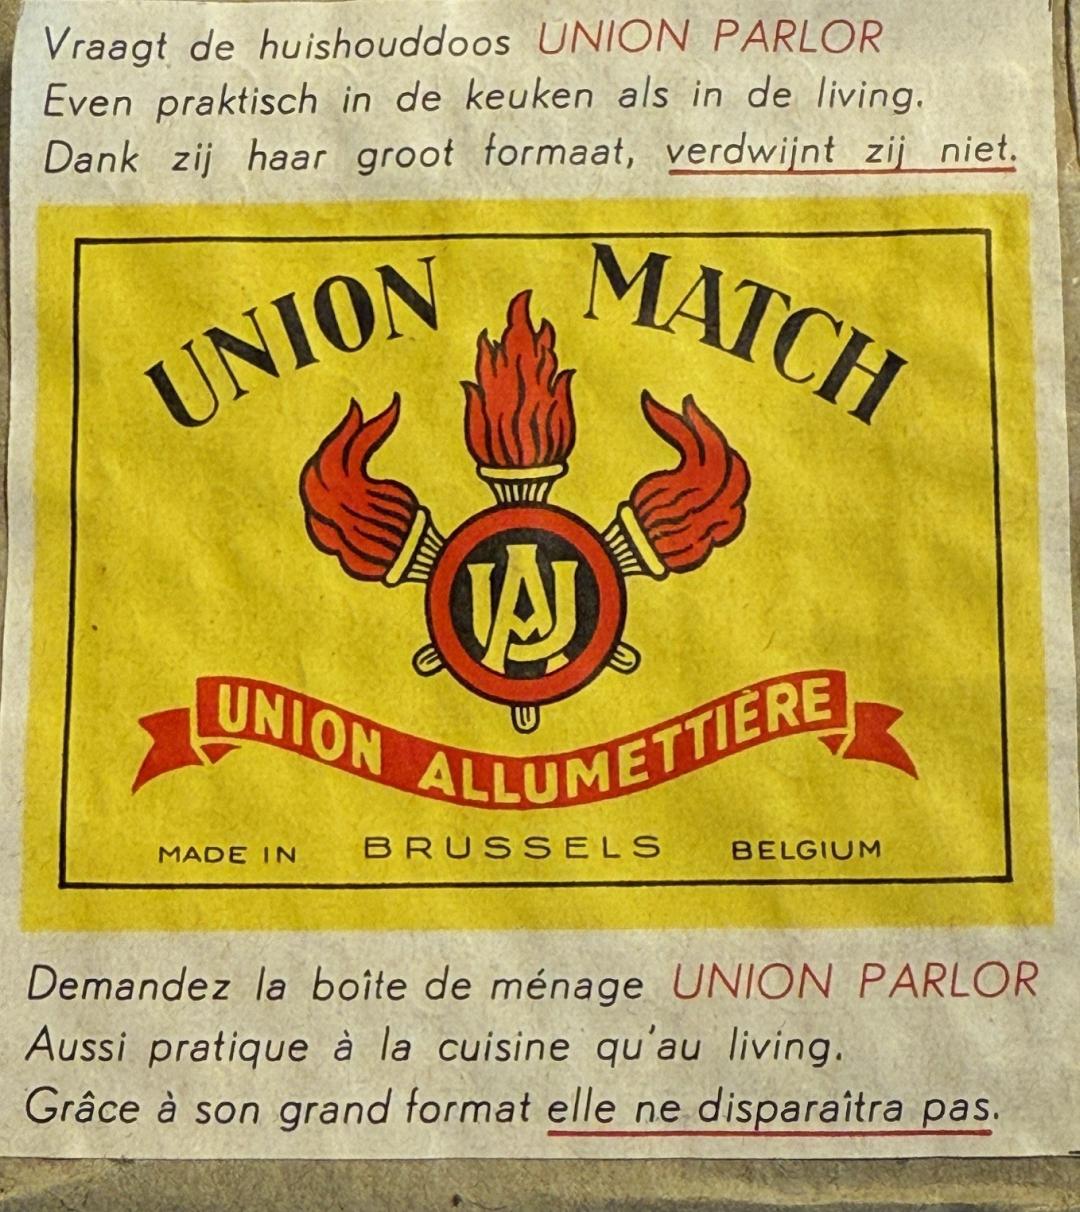 Vraagt de huishouddoos UNION PARLOR
Even praktisch in de keuken als in de living.
Dank zij haar groot formaat, verdwijnt zij niet.
UNION MATCH
UA
UNION ALLUMETTIÈRE
MADE IN BRUSSELS BELGIUM
Demandez la boîte de ménage UNION PARLOR
Aussi pratique à la cuisine qu'au living.
Grâce à son grand format elle ne disparaîtra pas.